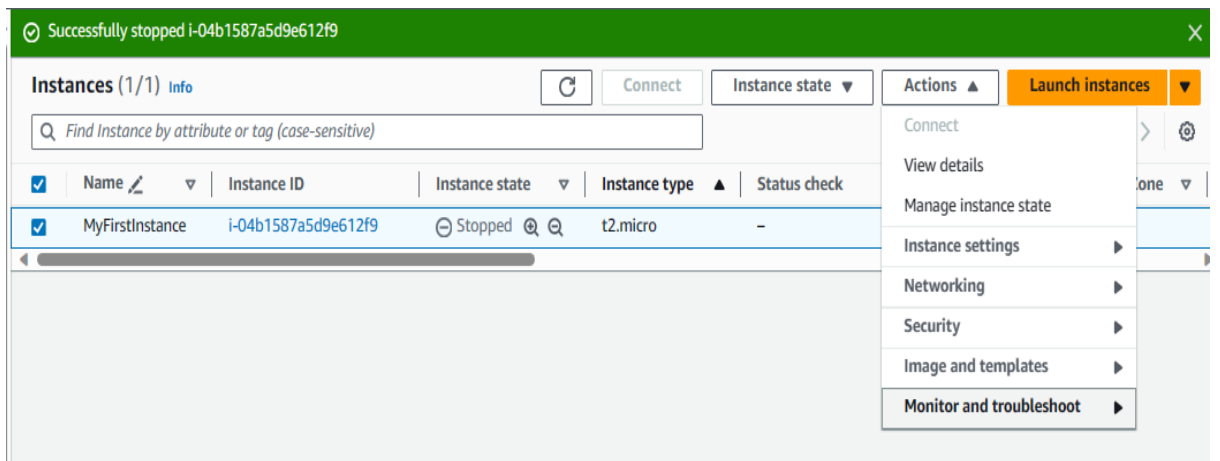 Successfully stopped i-04b1587a5d9e612f9
Instances (1/1) Info
Connect
Instance state
Actions
Launch instances
Find Instance by attribute or tag (case-sensitive)
Connect
View details
Manage instance state
Instance settings
Networking
Security
Image and templates
Monitor and troubleshoot
Name Instance ID Instance state Instance type Status check one
MyFirstInstance i-04b1587a5d9e612f9 Stopped t2.micro –